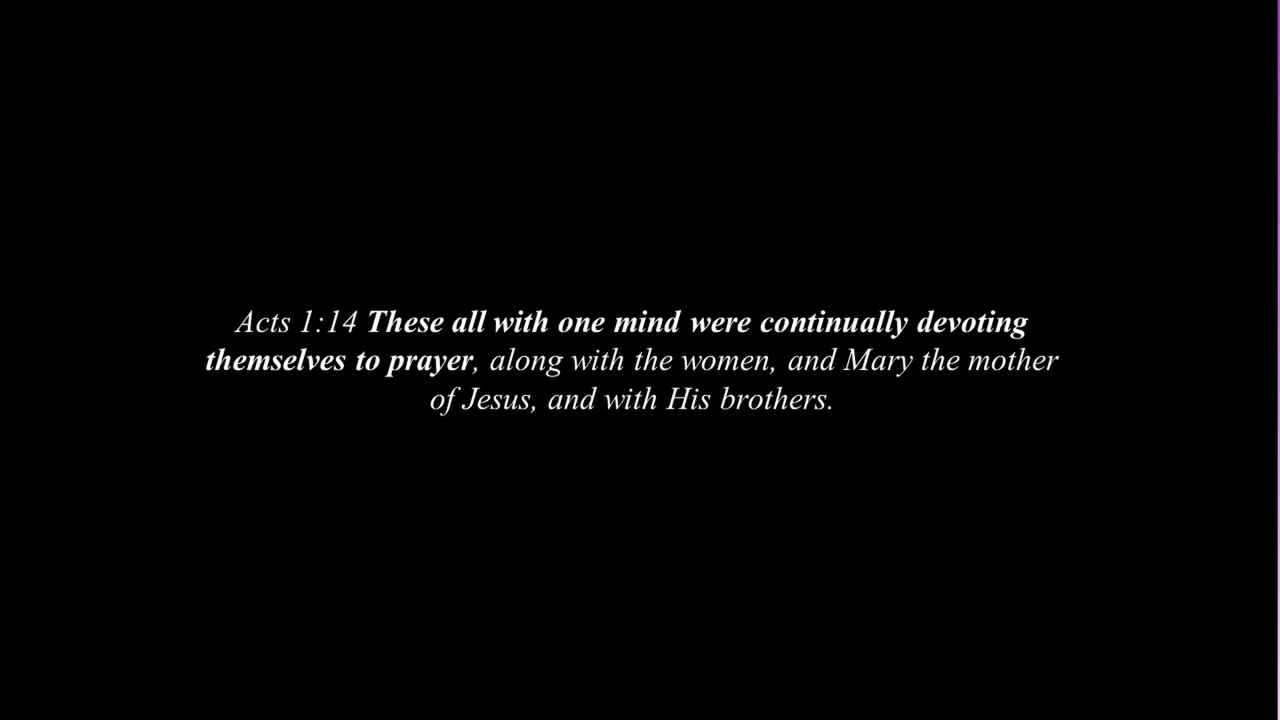 Acts 1:14 These all with one mind were continually devoting
themselves to prayer, along with the women, and Mary the mother
of Jesus, and with His brothers.